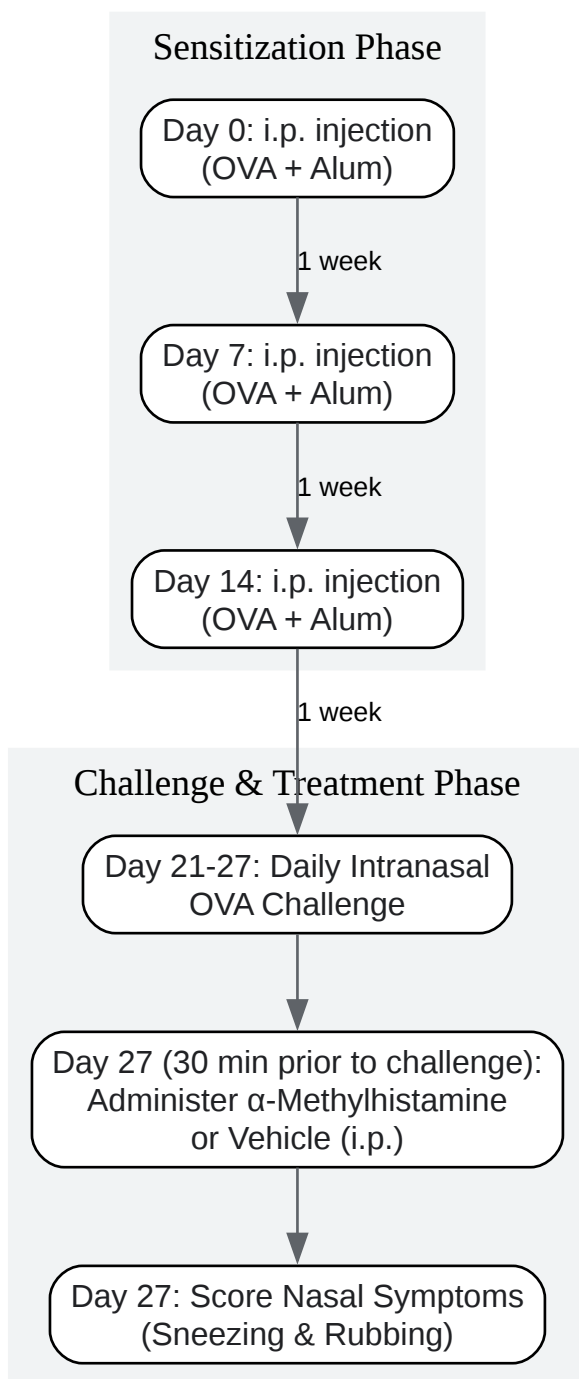 Sensitization Phase
Day 0: i.p. injection
(OVA + Alum)
1 week
Day 7: i.p. injection
(OVA + Alum)
1 week
Day 14: i.p. injection
(OVA + Alum)
1 week
Challenge & Treatment Phase
Day 21-27: Daily Intranasal
OVA Challenge
Day 27 (30 min prior to challenge):
Administer α-Methylhistamine
or Vehicle (i.p.)
Day 27: Score Nasal Symptoms
(Sneezing & Rubbing)